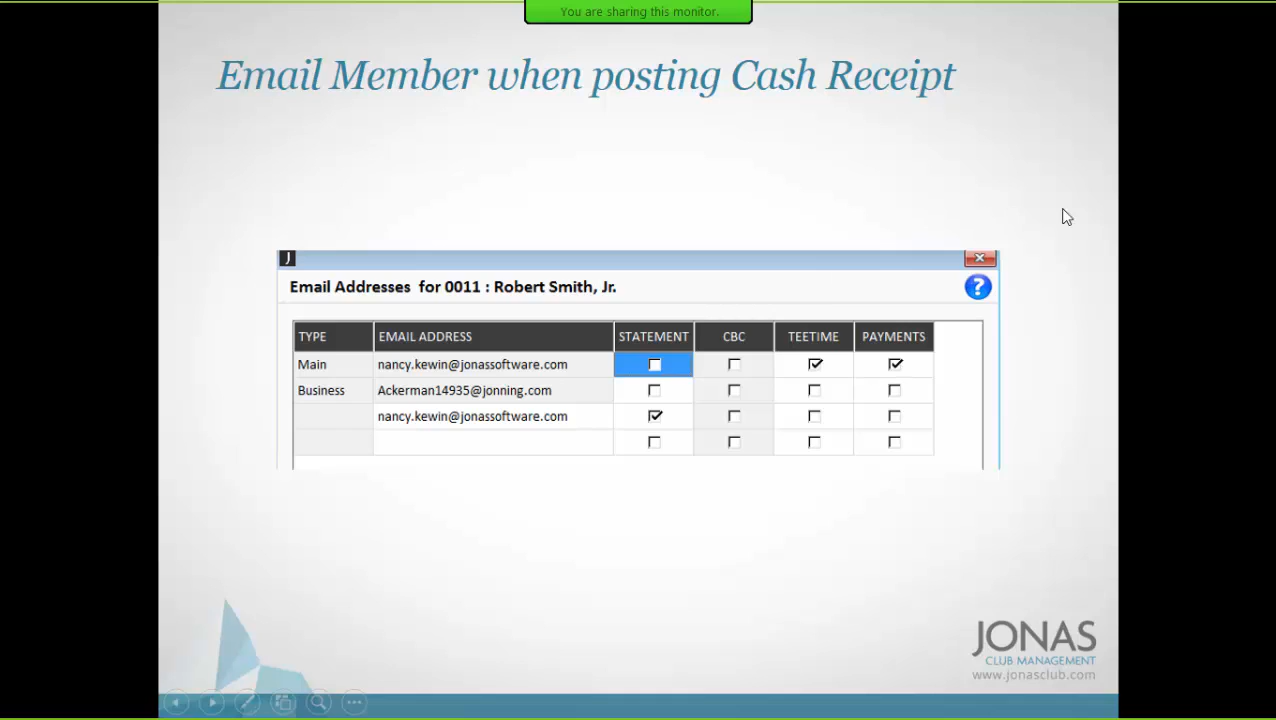 You are sharing this monitor.
Email Member when posting Cash Receipt
J
Email Addresses for 0011 : Robert Smith, Jr.
?
TYPE EMAIL ADDRESS STATEMENT CBC TEETIME PAYMENTS
Main nancy.kewin@jonassoftware.com
Business Ackerman14935@jonning.com
nancy.kewin@jonassoftware.com
JONAS
CLUB MANAGEMENT
www.jonasclub.com